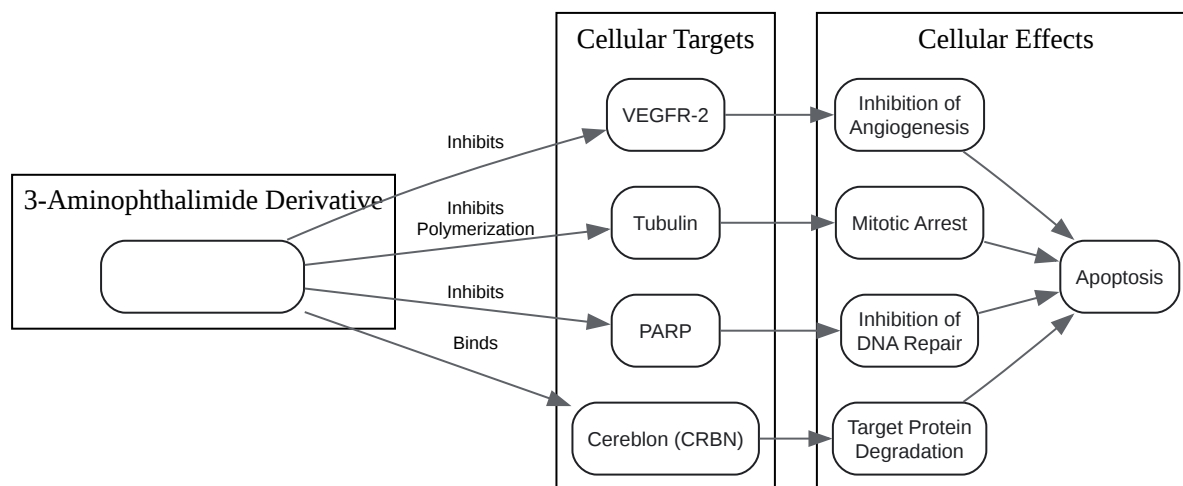 3-Aminophthalimide Derivative
Inhibits
Inhibits
Polymerization
Inhibits
Binds
Cellular Targets
VEGFR-2
Tubulin
PARP
Cereblon (CRBN)
Cellular Effects
Inhibition of
Angiogenesis
Mitotic Arrest
Inhibition of
DNA Repair
Target Protein
Degradation
Apoptosis